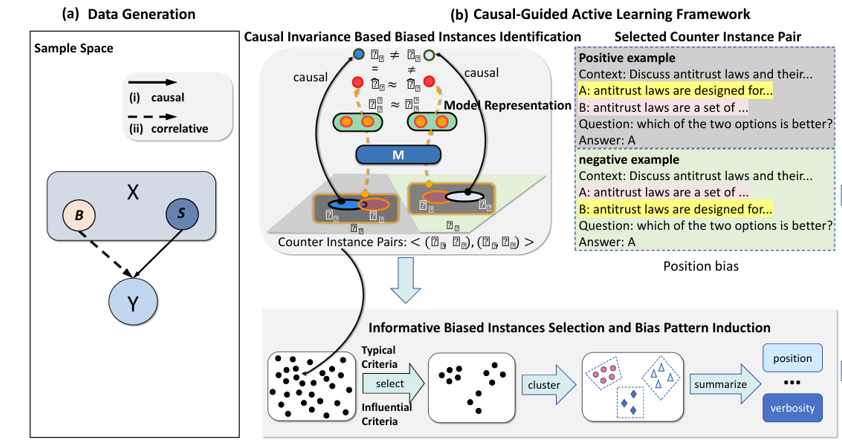 (a) Data Generation
Sample Space
(i) causal
(ii) correlative
X
B
S
Y
(b) Causal-Guided Active Learning Framework
Causal Invariance Based Biased Instances Identification
causal
≠
=
≠
≈
causal
≈
Model Representation
M
Counter Instance Pairs: < ( , ), ( , ) >
Selected Counter Instance Pair
Positive example
Context: Discuss antitrust laws and their...
A: antitrust laws are designed for...
B: antitrust laws are a set of ...
Question: which of the two options is better?
Answer: A
negative example
Context: Discuss antitrust laws and their...
A: antitrust laws are a set of ...
B: antitrust laws are designed for...
Question: which of the two options is better?
Answer: A
Position bias
Informative Biased Instances Selection and Bias Pattern Induction
Typical
Criteria
select
Influential
Criteria
cluster
summarize
position
•••
verbosity